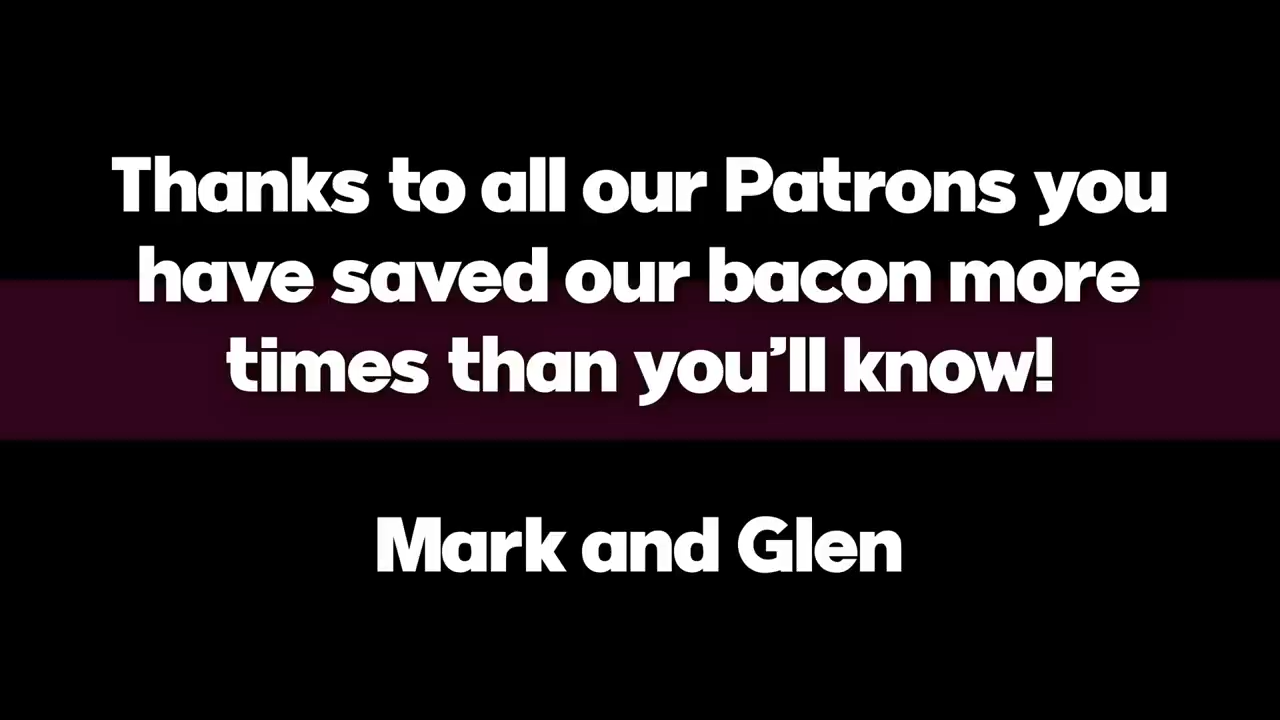 Thanks to all our Patrons you
have saved our bacon more
times than you’ll know!
Mark and Glen